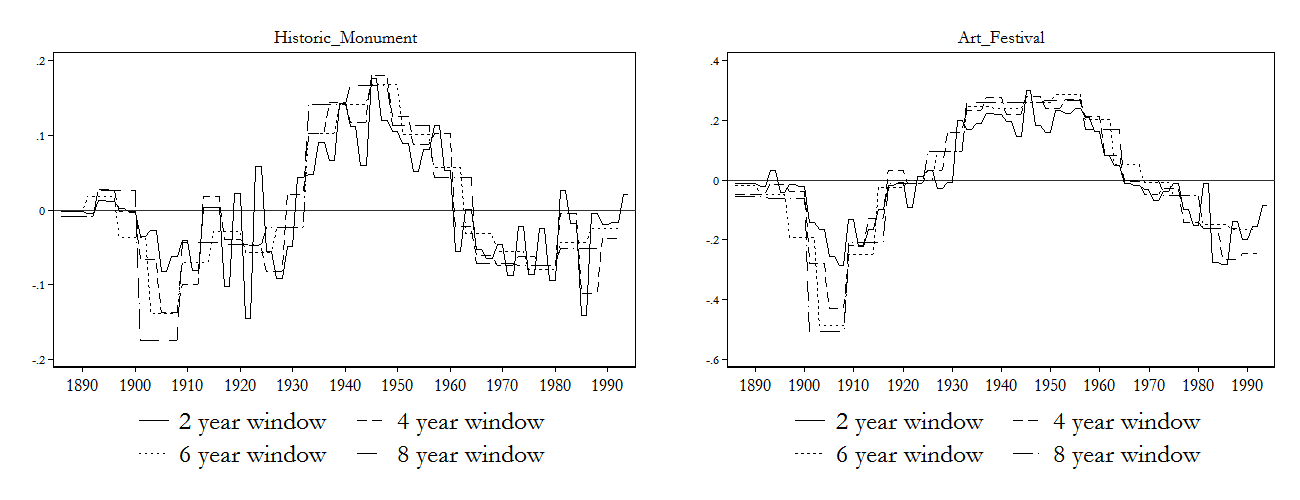 Historic_Monument
.2
.1
0
-.1
-.2
1890 1900 1910 1920 1930 1940 1950 1960 1970 1980 1990
2 year window 4 year window
6 year window 8 year window
Art_Festival
.4
.2
0
-.2
-.4
-.6
1890 1900 1910 1920 1930 1940 1950 1960 1970 1980 1990
2 year window 4 year window
6 year window 8 year window